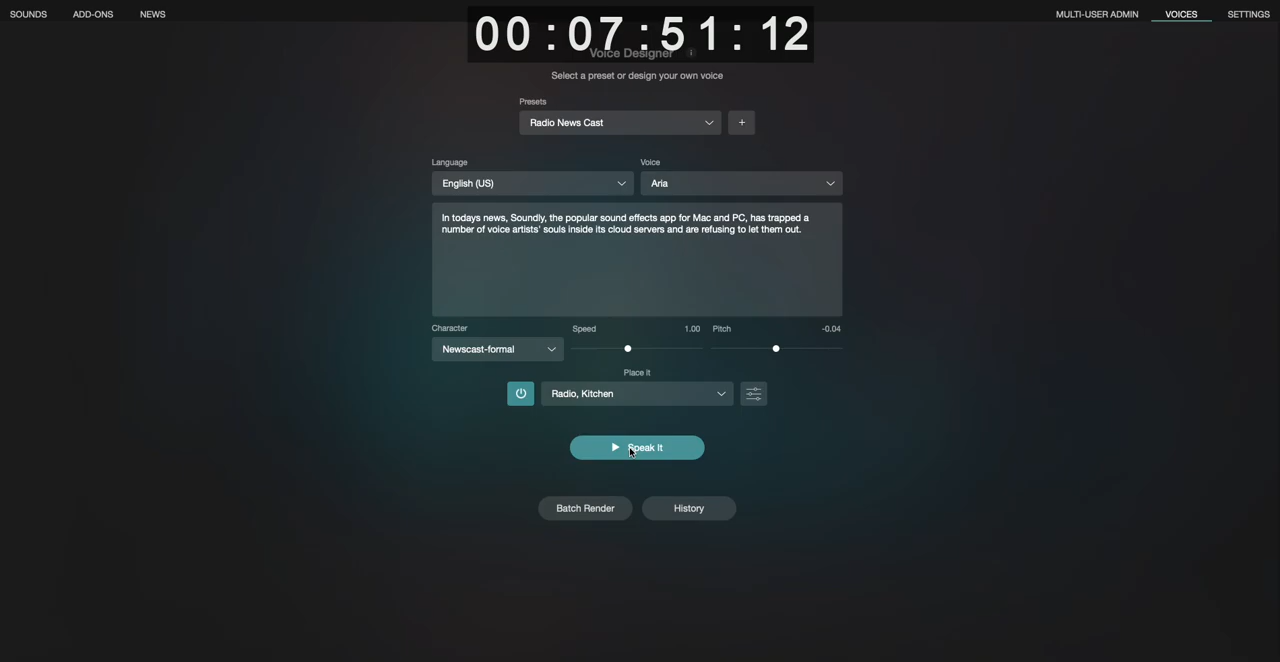 SOUNDS ADD-ONS NEWS MULTI-USER ADMIN VOICES SETTINGS
00:07:51:12
Voice Designer i
Select a preset or design your own voice
Presets
Radio News Cast +
Language Voice
English (US) Aria
In todays news, Soundly, the popular sound effects app for Mac and PC, has trapped a
number of voice artists' souls inside its cloud servers and are refusing to let them out.
Character Speed 1.00 Pitch -0.04
Newscast-formal
Place it
Radio, Kitchen
Speak It
Batch Render History